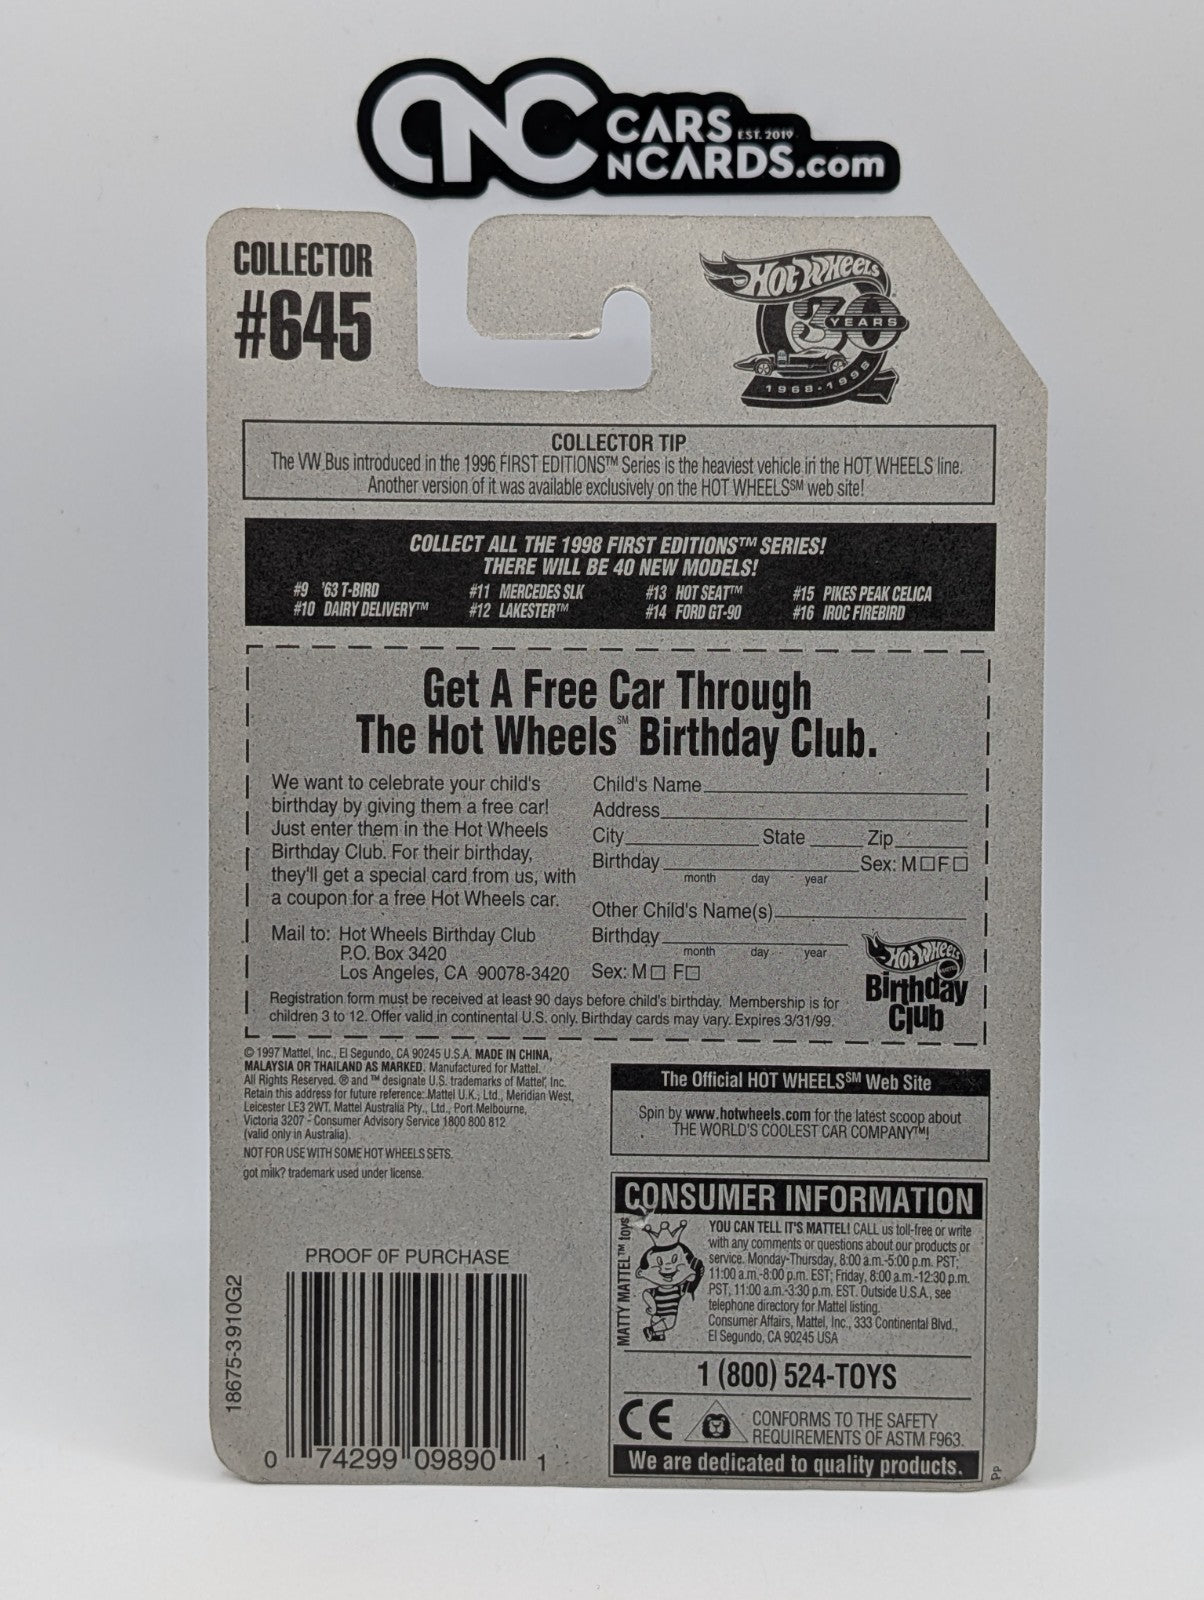 CNC CARS EST. 2019
NCARDS.com
COLLECTOR
#645
HOT WHEELS
30
YEARS
1968-1998
COLLECTOR TIP
The VW Bus introduced in the 1996 FIRST EDITIONS™ Series is the heaviest vehicle in the HOT WHEELS line.
Another version of it was available exclusively on the HOT WHEELS℠ web site!
COLLECT ALL THE 1998 FIRST EDITIONS™ SERIES!
THERE WILL BE 40 NEW MODELS!
#9 '63 T-BIRD #11 MERCEDES SLK #13 HOT SEAT™ #15 PIKES PEAK CELICA
#10 DAIRY DELIVERY™ #12 LAKESTER™ #14 FORD GT-90 #16 IROC FIREBIRD
Get A Free Car Through
The Hot Wheels℠ Birthday Club.
We want to celebrate your child's
birthday by giving them a free car!
Just enter them in the Hot Wheels
Birthday Club. For their birthday,
they'll get a special card from us, with
a coupon for a free Hot Wheels car.
Mail to: Hot Wheels Birthday Club
P.O. Box 3420
Los Angeles, CA 90078-3420
Child's Name
Address
City State Zip
Birthday Sex: M☐F☐
month day year
Other Child's Name(s)
Birthday
month day year
Sex: M☐ F☐
Hot Wheels
Birthday
Club
Registration form must be received at least 90 days before child's birthday. Membership is for
children 3 to 12. Offer valid in continental U.S. only. Birthday cards may vary. Expires 3/31/99.
© 1997 Mattel, Inc., El Segundo, CA 90245 U.S.A. MADE IN CHINA,
MALAYSIA OR THAILAND AS MARKED. Manufactured for Mattel.
All Rights Reserved. ® and ™ designate U.S. trademarks of Mattel, Inc.
Retain this address for future reference: Mattel U.K., Ltd., Meridian West,
Leicester LE3 2WT. Mattel Australia Pty., Ltd., Port Melbourne,
Victoria 3207 - Consumer Advisory Service 1800 800 812
(valid only in Australia).
NOT FOR USE WITH SOME HOT WHEELS SETS.
got milk? trademark used under license.
The Official HOT WHEELS℠ Web Site
Spin by www.hotwheels.com for the latest scoop about
THE WORLD'S COOLEST CAR COMPANY™!
CONSUMER INFORMATION
MATTY MATTEL™ toys
YOU CAN TELL IT'S MATTEL! CALL us toll-free or write
with any comments or questions about our products or
service. Monday-Thursday, 8:00 a.m.-5:00 p.m. PST;
11:00 a.m.-8:00 p.m. EST; Friday, 8:00 a.m.-12:30 p.m.
PST, 11:00 a.m.-3:30 p.m. EST. Outside U.S.A., see
telephone directory for Mattel listing.
Consumer Affairs, Mattel, Inc., 333 Continental Blvd.,
El Segundo, CA 90245 USA
1 (800) 524-TOYS
CE CONFORMS TO THE SAFETY
REQUIREMENTS OF ASTM F963.
We are dedicated to quality products.
Pp
PROOF OF PURCHASE
18675-3910G2
0 74299 09890 1